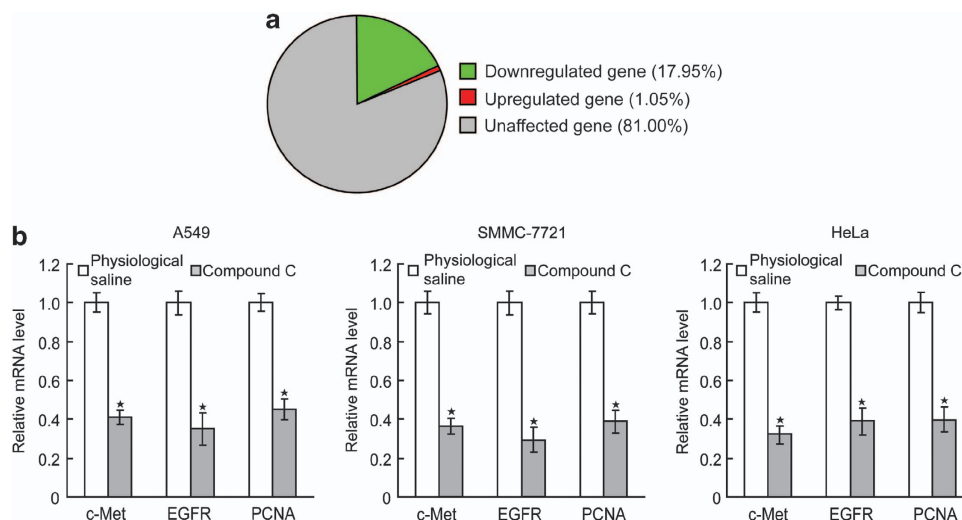 a
Downregulated gene (17.95%)
Upregulated gene (1.05%)
Unaffected gene (81.00%)
b
A549
Physiological
saline
Compound C
Relative mRNA level
1.2
1.0
0.8
0.6
0.4
0.2
0
★ ★ ★
c-Met EGFR PCNA
SMMC-7721
Physiological
saline
Compound C
Relative mRNA level
1.2
1.0
0.8
0.6
0.4
0.2
0
★ ★ ★
c-Met EGFR PCNA
HeLa
Physiological
saline
Compound C
Relative mRNA level
1.2
1.0
0.8
0.6
0.4
0.2
0
★ ★ ★
c-Met EGFR PCNA